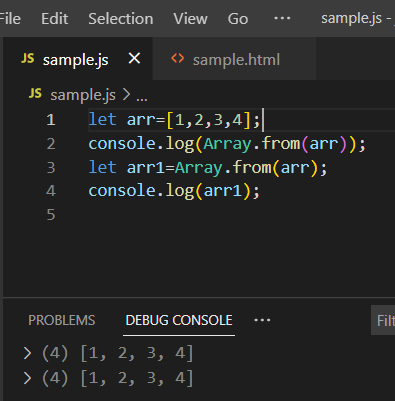 File Edit Selection View Go ... sample.js -
JS sample.js × <> sample.html
JS sample.js > ...
1 let arr=[1,2,3,4];
2 console.log(Array.from(arr));
3 let arr1=Array.from(arr);
4 console.log(arr1);
5
PROBLEMS DEBUG CONSOLE ... Filt
> (4) [1, 2, 3, 4]
> (4) [1, 2, 3, 4]